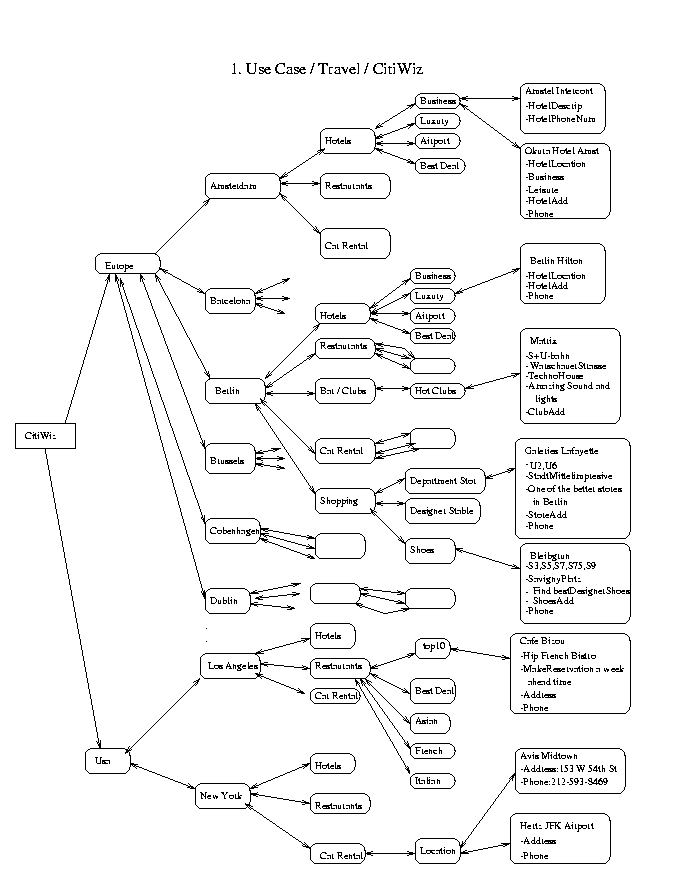 1. Use Case / Travel / CitiWiz
Amstel Intercont
-HotelDescrip
-HotelPhoneNum
Business
Luxury
Airport
Best Deal
Hotels
Okura Hotel Amst
-HotelLocation
-Business
-Leisure
-HotelAdd
-Phone
Amsterdam
Restaurants
Car Rental
Europe
Barcelona
Berlin Hilton
-HotelLocation
-HotelAdd
-Phone
Business
Luxury
Airport
Best Deal
Hotels
Restaurants
Matrix
-S+U-bahn
-WarschauerStrasse
-TechnoHouse
-Amazing Sound and
lights
-ClubAdd
Berlin
Bar / Clubs
Hot Clubs
CitiWiz
Car Rental
Brussels
Galeries Lafayette
-U2,U6
-StadtMitteImpresive
-One of the better stores
in Berlin
-StoreAdd
-Phone
Department Stor
Shopping
Designer Stable
Copenhagen
Shoes
Bleibgrun
-S3,S5,S7,S75,S9
-SavignyPlatz
- Find bestDesignerShoes
- ShoesAdd
-Phone
Dublin
Hotels
top10
Cafe Bizou
-Hip French Bistro
-MakeReservation a week
ahead time
-Address
-Phone
Los Angeles
Restaurants
Car Rental
Best Deal
Asian
French
Italian
Usa
Hotels
Avis Midtown
-Address:153 W 54th St
-Phone:212-593-8469
New York
Restaurants
Hertz JFK Airport
-Address
-Phone
Car Rental
Location